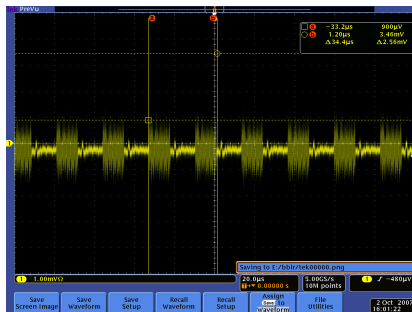 PreVu
a
b
a −33.2µs 900µV
b 1.20µs 3.46mV
Δ34.4µs Δ2.56mV
1
Saving to E:/bblr/tek00000.png
1 1.00mVΩ
20.0µs
0.00000 s
5.00GS/s
10M points
1 -480µV
Save
Screen Image
Save
Waveform
Save
Setup
Recall
Waveform
Recall
Setup
Assign
Save to
Waveform
File
Utilities
2 Oct 2007
16:01:22